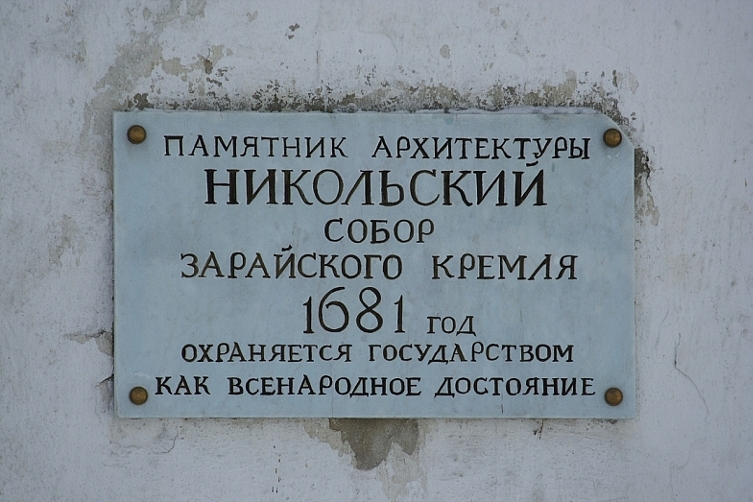 ПАМЯТНИК АРХИТЕКТУРЫ
НИКОЛЬСКИЙ
СОБОР
ЗАРАЙСКОГО КРЕМЛЯ
1681 ГОД
ОХРАНЯЕТСЯ ГОСУДАРСТВОМ
КАК ВСЕНАРОДНОЕ ДОСТОЯНИЕ